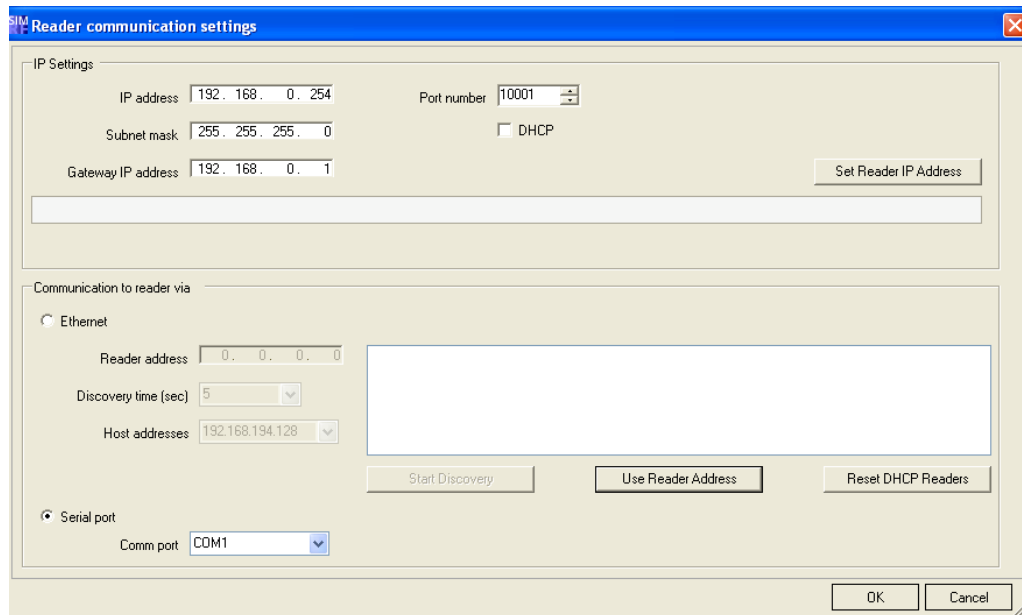 SIM Reader communication settings
IP Settings
IP address 192. 168. 0. 254 Port number 10001
Subnet mask 255. 255. 255. 0 DHCP
Gateway IP address 192. 168. 0. 1 Set Reader IP Address
Communication to reader via
Ethernet
Reader address 0. 0. 0. 0
Discovery time (sec) 5
Host addresses 192.168.194.128
Start Discovery Use Reader Address Reset DHCP Readers
Serial port
Comm port COM1
OK Cancel